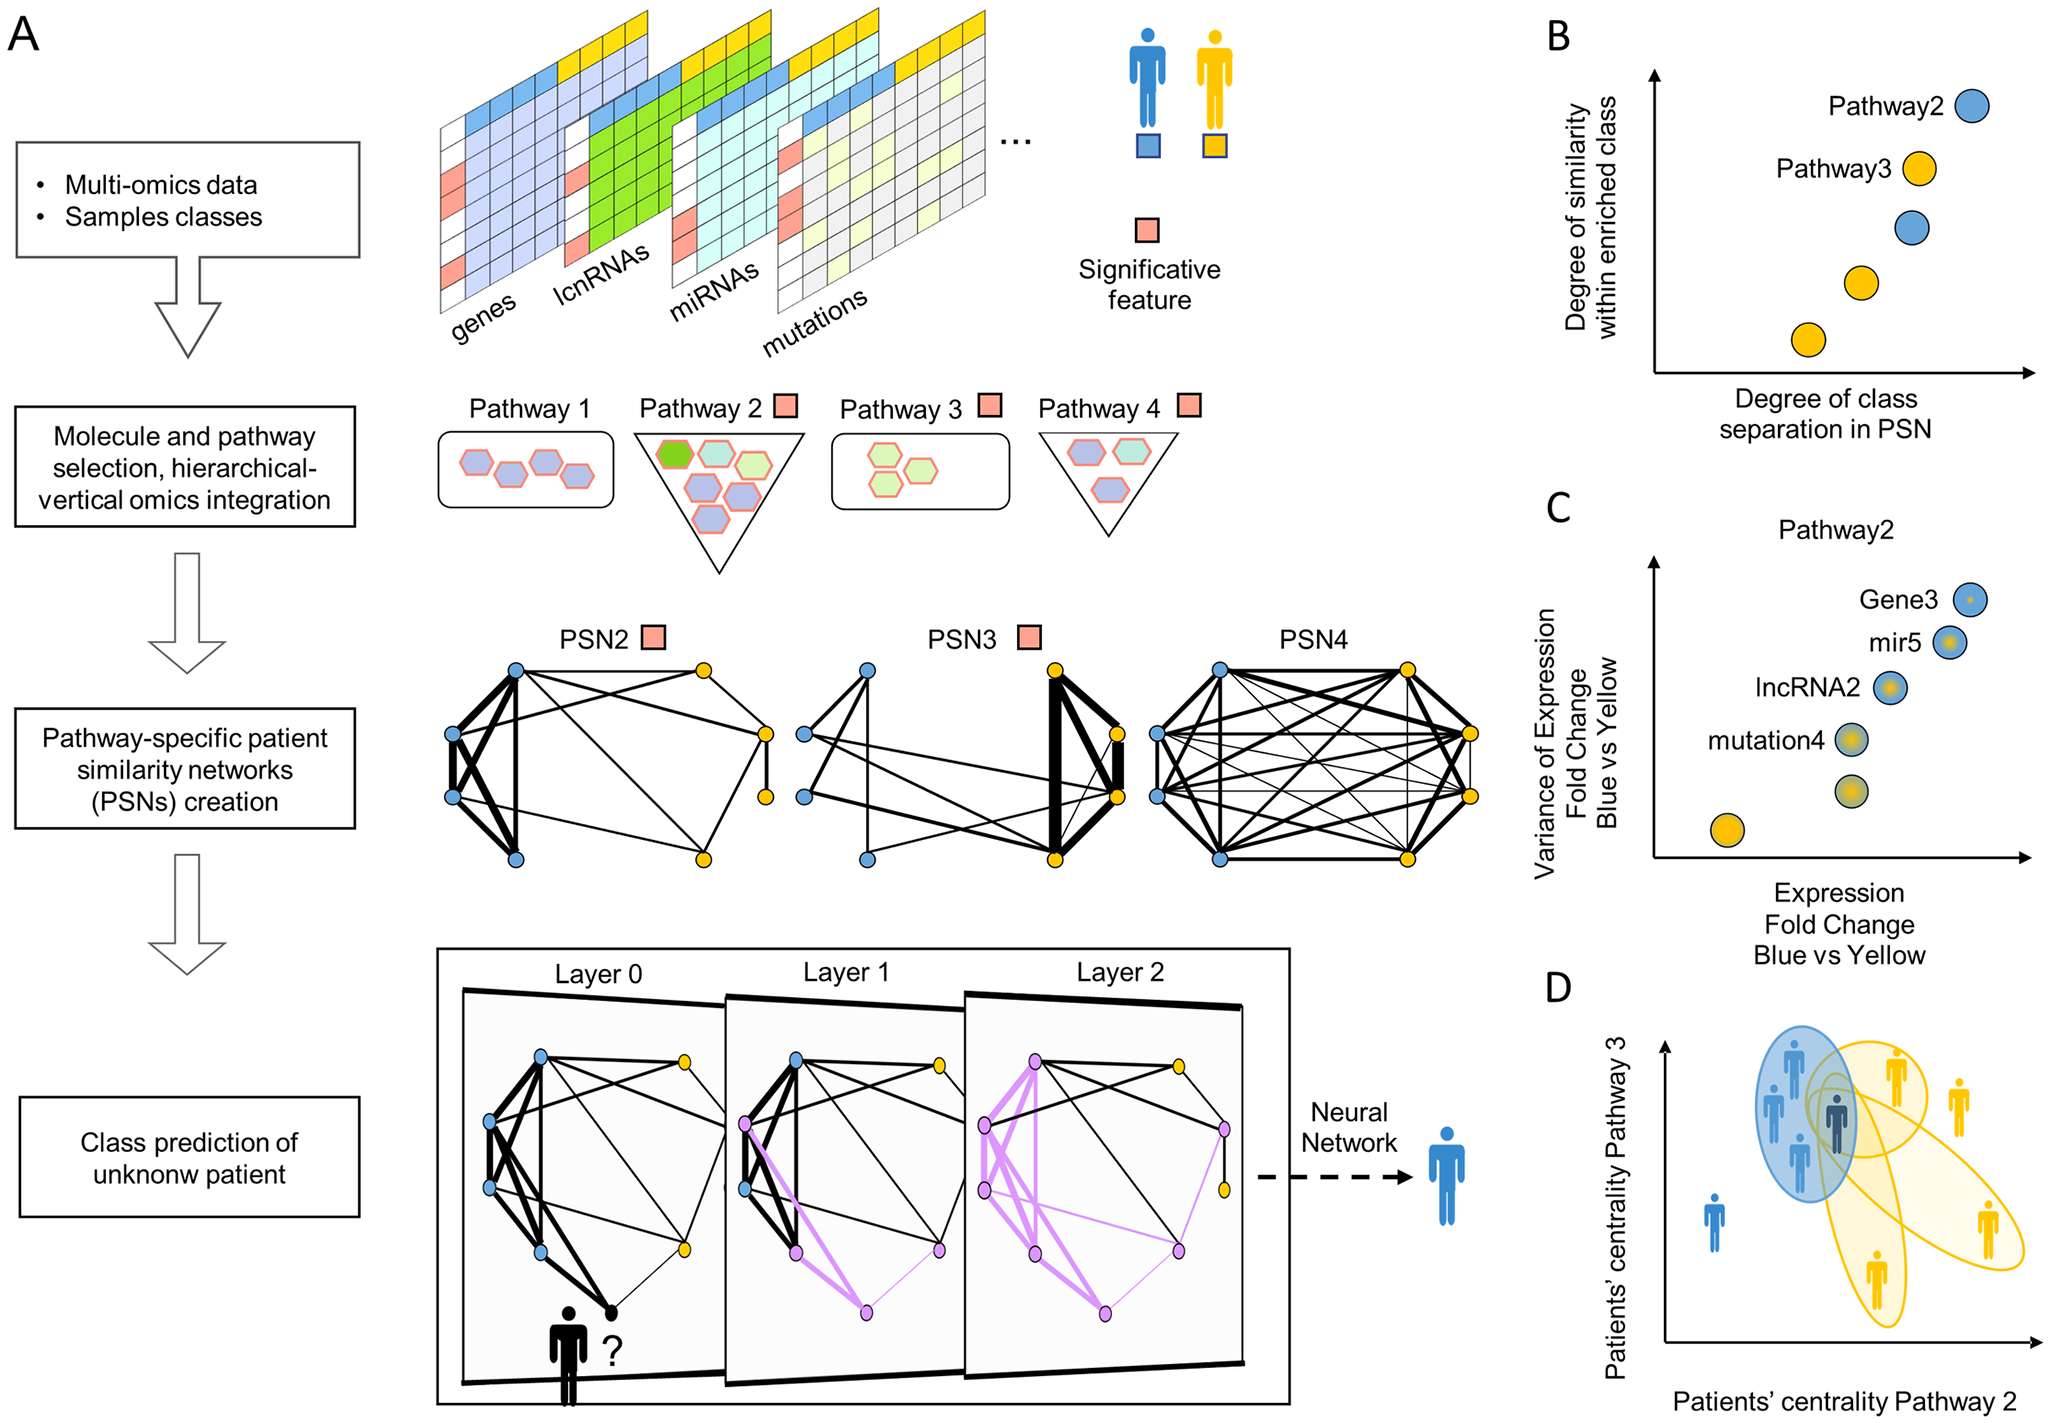 A
• Multi-omics data
• Samples classes
genes
lcnRNAs
miRNAs
mutations
...
Significative
feature
Molecule and pathway
selection, hierarchical-
vertical omics integration
Pathway 1
Pathway 2
Pathway 3
Pathway 4
Pathway-specific patient
similarity networks
(PSNs) creation
PSN2
PSN3
PSN4
Class prediction of
unknonw patient
Layer 0
Layer 1
Layer 2
?
Neural
Network
B
Degree of similarity
within enriched class
Pathway2
Pathway3
Degree of class
separation in PSN
C
Pathway2
Variance of Expression
Fold Change
Blue vs Yellow
Gene3
mir5
lncRNA2
mutation4
Expression
Fold Change
Blue vs Yellow
D
Patients' centrality Pathway 3
Patients' centrality Pathway 2